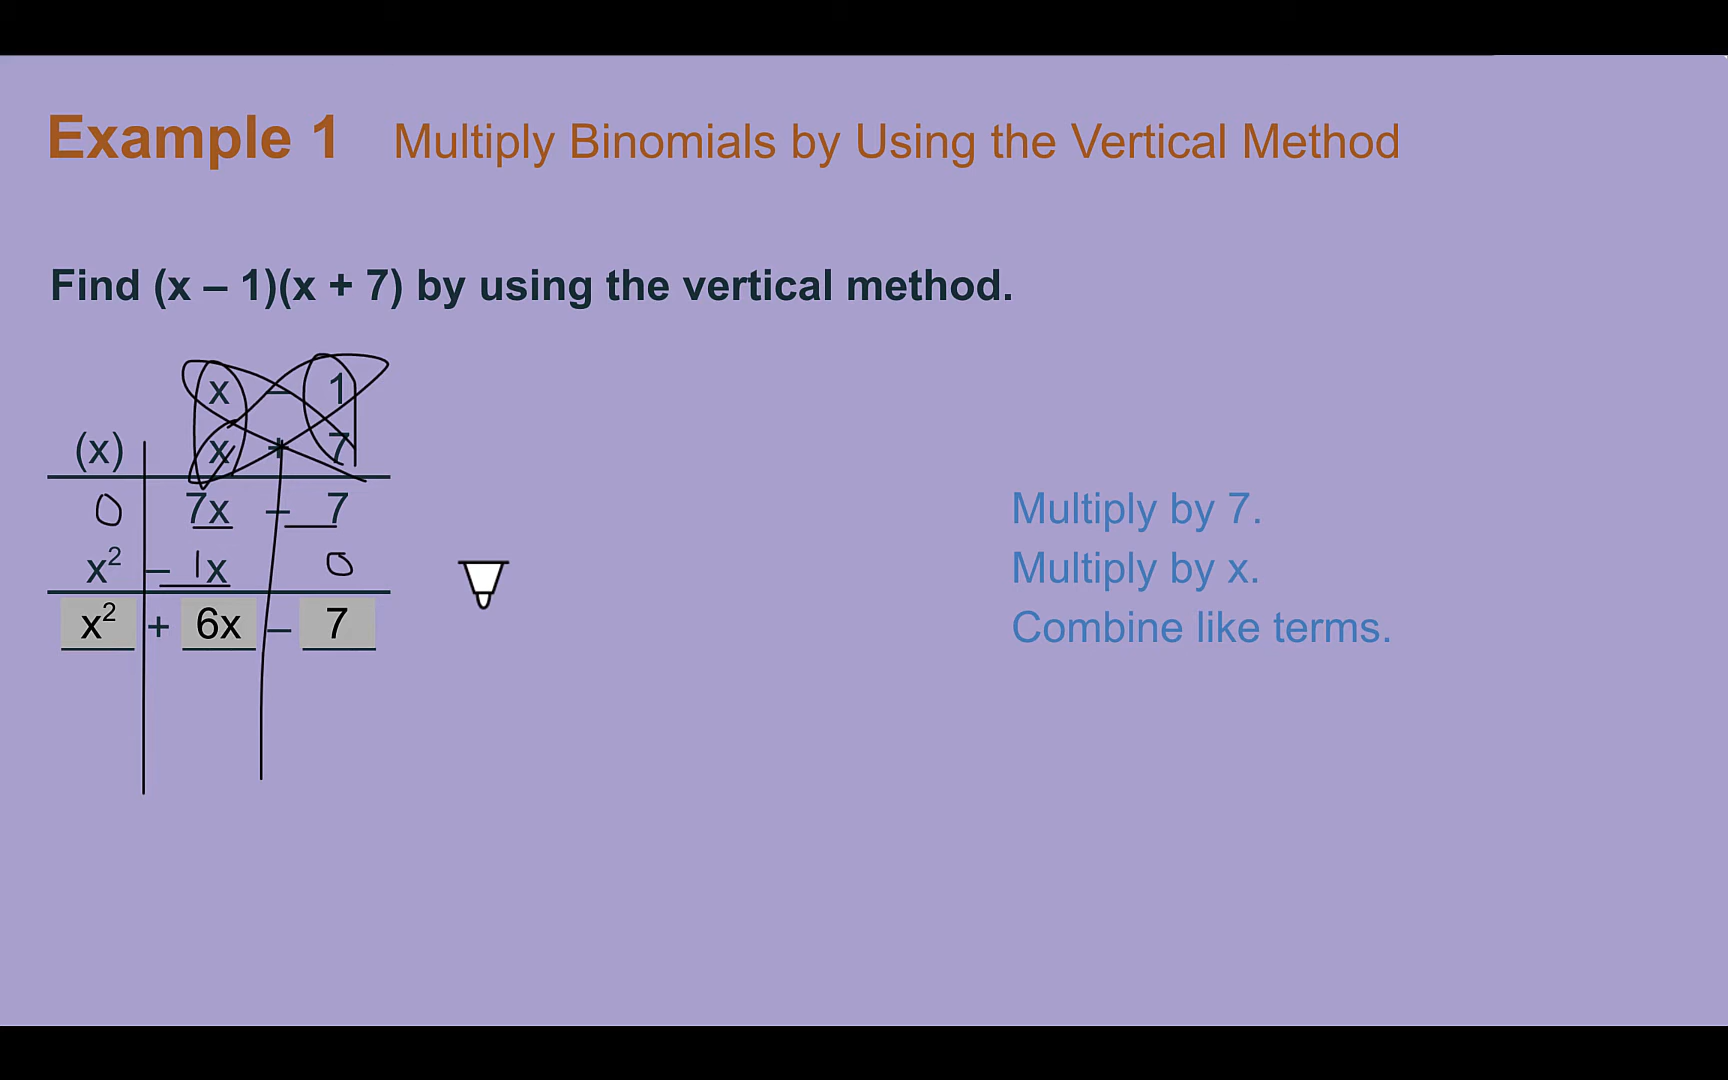 Example 1 Multiply Binomials by Using the Vertical Method
Find (x – 1)(x + 7) by using the vertical method.
x – 1
(x) x + 7
0 7x – 7 Multiply by 7.
x² – 1x 0 Multiply by x.
x² + 6x – 7 Combine like terms.